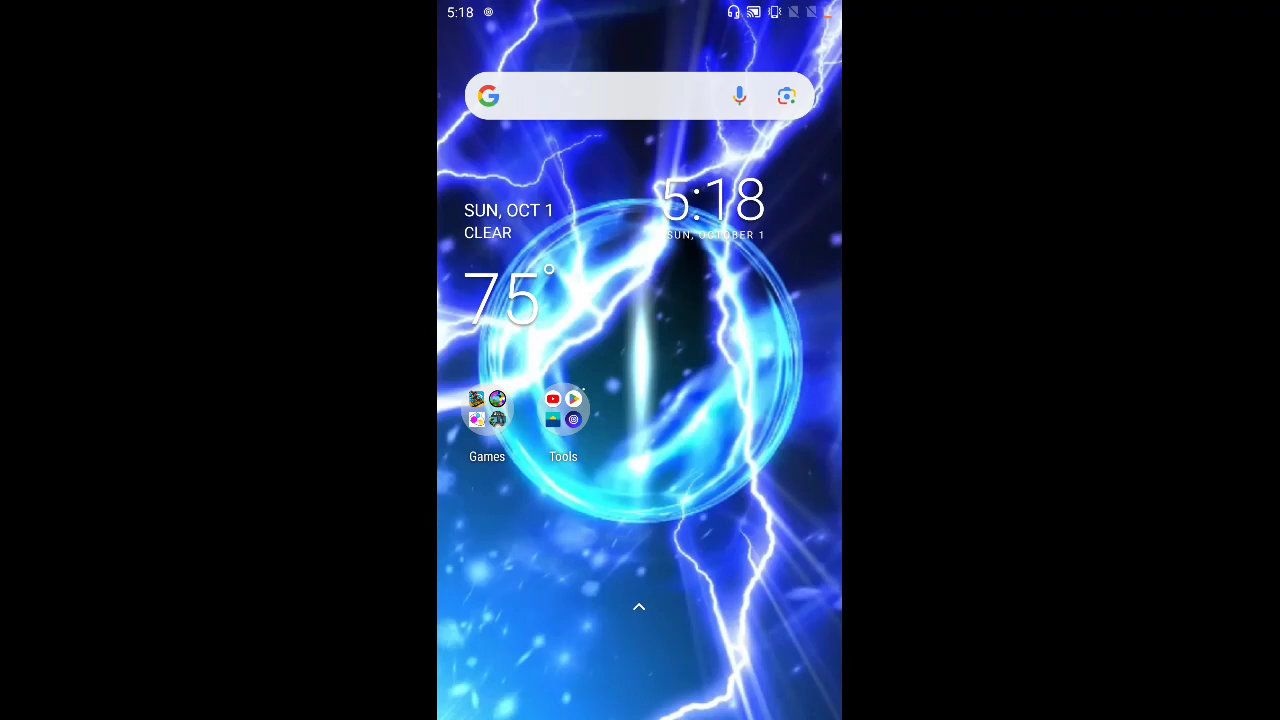 5:18
5:18
SUN, OCTOBER 1
SUN, OCT 1
CLEAR
75°
Games
Tools